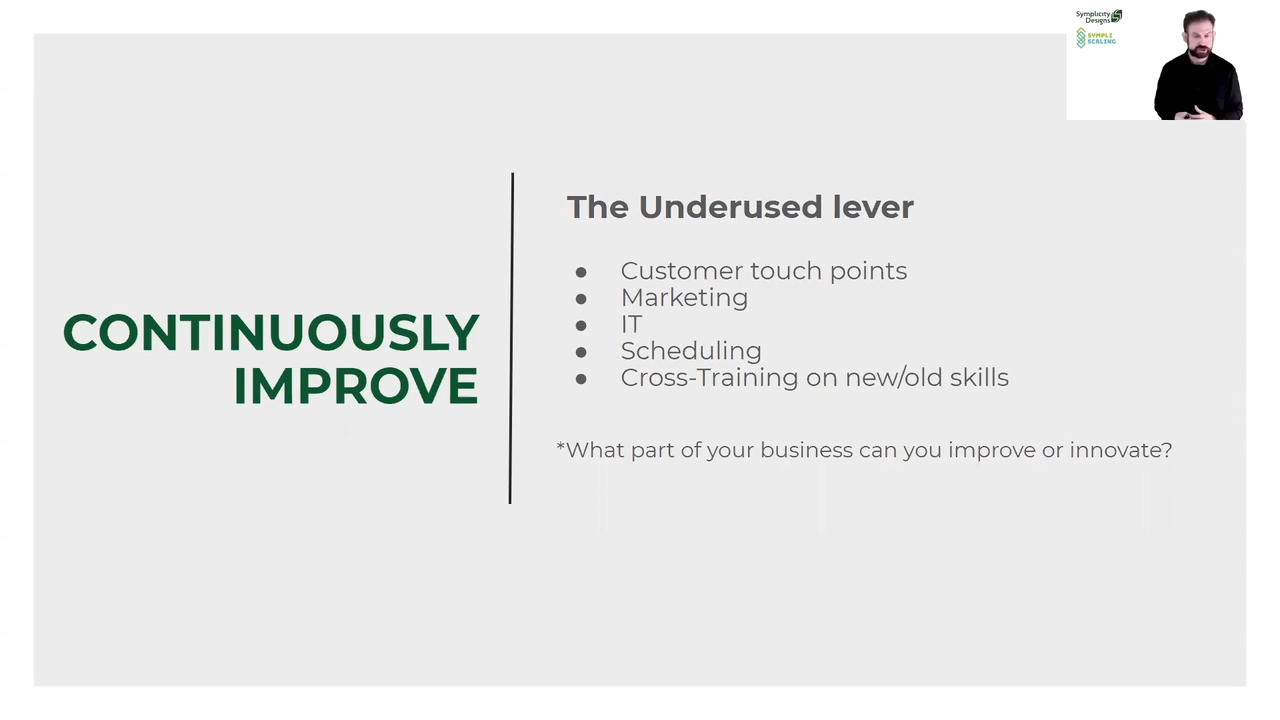 Symplicity
Designs
SYMPLI
SCALING
The Underused lever
CONTINUOUSLY
IMPROVE
● Customer touch points
● Marketing
● IT
● Scheduling
● Cross-Training on new/old skills
*What part of your business can you improve or innovate?